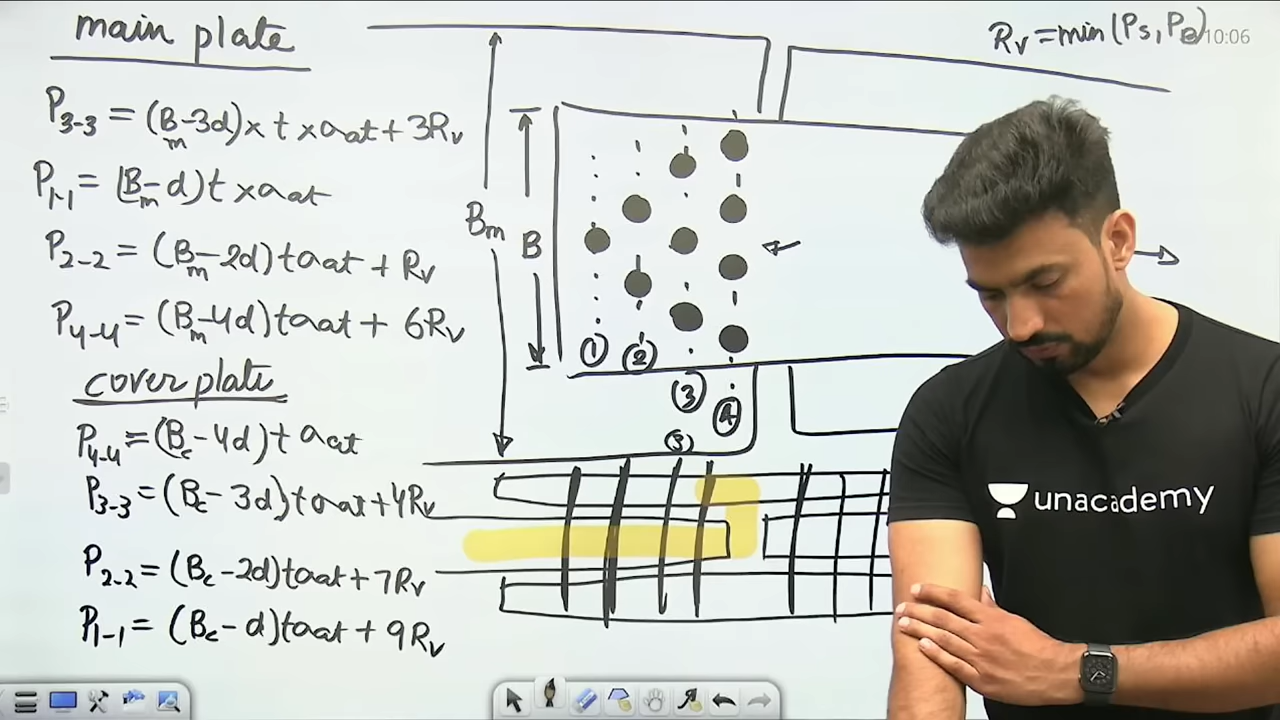 main plate
P3-3 = (Bm-3d)× t × σat + 3Rv
P1-1 = (Bm-d)t ×σat
P2-2 = (Bm-2d)tσat + Rv
P4-4 = (Bm-4d)tσat + 6Rv
cover plate
P4-4 = (Bc-4d)t σat
P3-3 = (Bc-3d)tσat+4Rv
P2-2 = (Bc-2d)tσat+7Rv
P1-1 = (Bc-d)tσat + 9Rv
Rv = min(Ps, PB)
10:06
Bm
B
①
②
③
④
③
unacademy